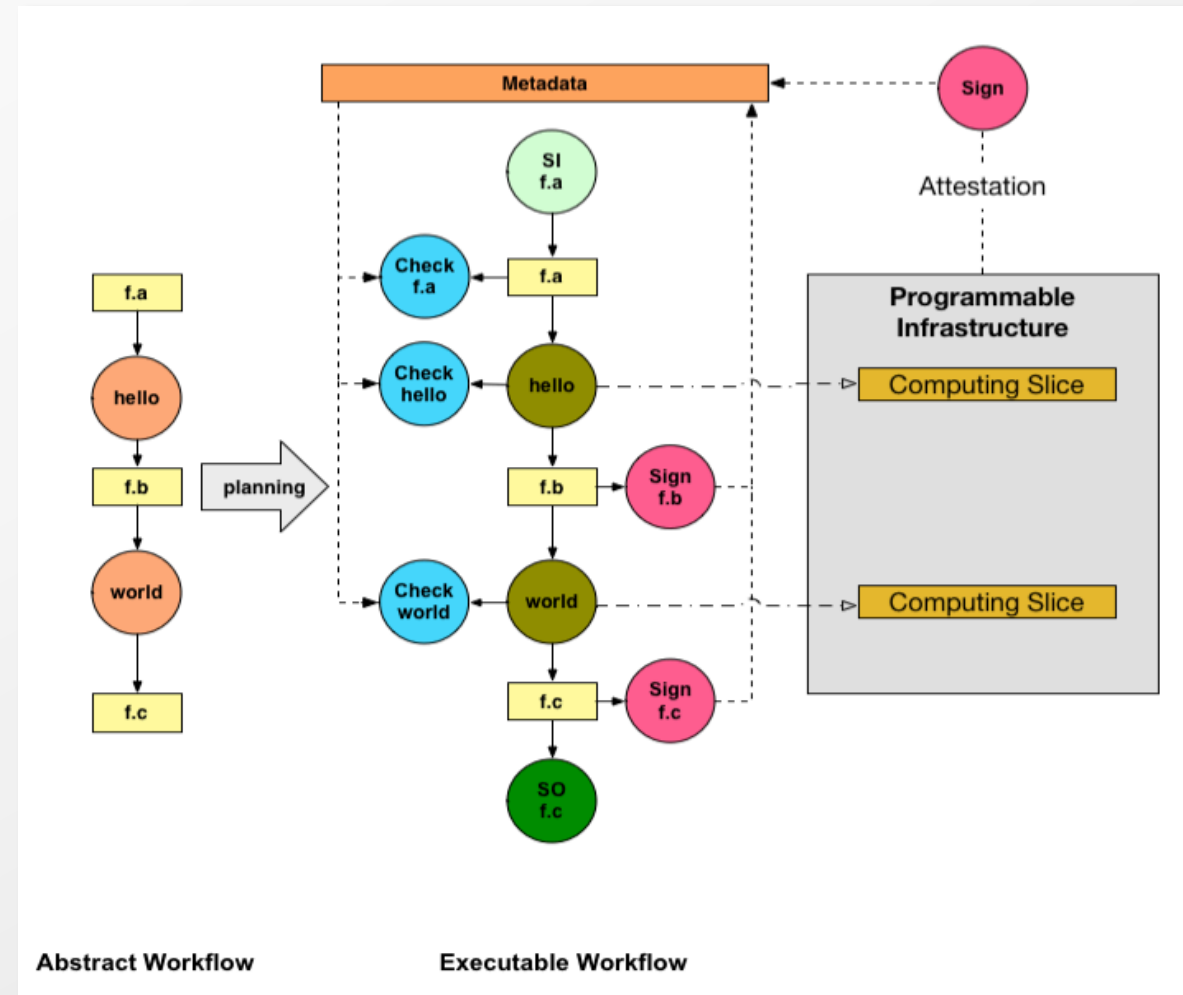 Metadata
Sign
SI
f.a
Attestation
Check
f.a
f.a
f.a
Programmable
Infrastructure
hello
Check
hello
hello
Computing Slice
f.b
planning
f.b
Sign
f.b
world
Check
world
world
Computing Slice
f.c
f.c
Sign
f.c
SO
f.c
Abstract Workflow
Executable Workflow